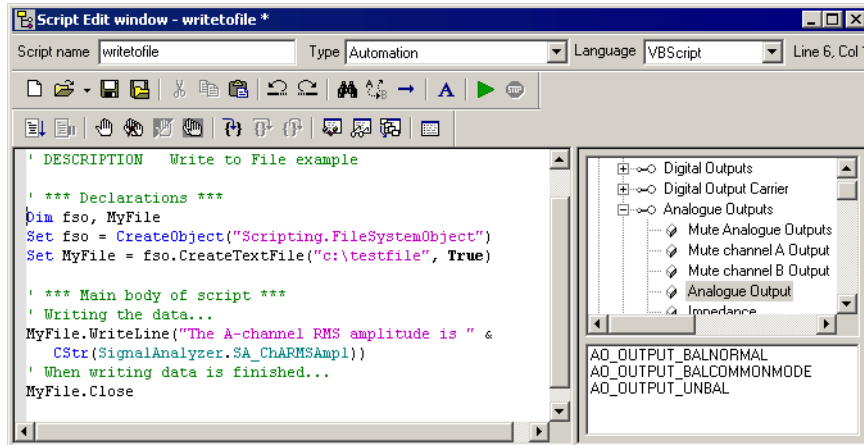 Script Edit window - writetofile *
Script name writetofile Type Automation Language VBScript Line 6, Col
A STOP
' DESCRIPTION   Write to File example
' *** Declarations ***
Dim fso, MyFile
Set fso = CreateObject("Scripting.FileSystemObject")
Set MyFile = fso.CreateTextFile("c:\testfile", True)
' *** Main body of script ***
' Writing the data...
MyFile.WriteLine("The A-channel RMS amplitude is " &
CStr(SignalAnalyzer.SA_ChARMSAmpl))
' When writing data is finished...
MyFile.Close
Digital Outputs
Digital Output Carrier
Analogue Outputs
Mute Analogue Outputs
Mute channel A Output
Mute channel B Output
Analogue Output
Impedance
AO_OUTPUT_BALNORMAL
AO_OUTPUT_BALCOMMONMODE
AO_OUTPUT_UNBAL